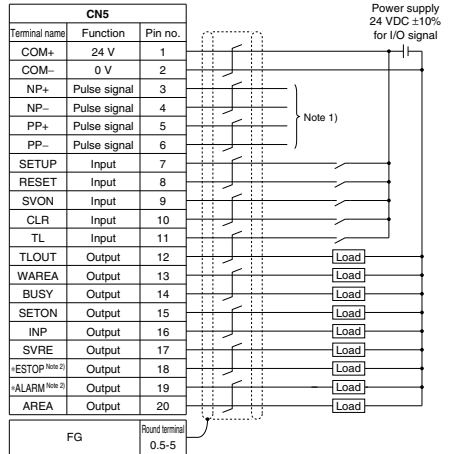 Power supply
24 VDC ±10%
for I/O signal
CN5
Terminal name Function Pin no.
COM+ 24 V 1
COM– 0 V 2
NP+ Pulse signal 3
NP– Pulse signal 4
PP+ Pulse signal 5
PP– Pulse signal 6
Note 1)
SETUP Input 7
RESET Input 8
SVON Input 9
CLR Input 10
TL Input 11
TLOUT Output 12 Load
WAREA Output 13 Load
BUSY Output 14 Load
SETON Output 15 Load
INP Output 16 Load
SVRE Output 17 Load
∗ESTOP Note 2) Output 18 Load
∗ALARM Note 2) Output 19 Load
AREA Output 20 Load
FG Round terminal
0.5-5